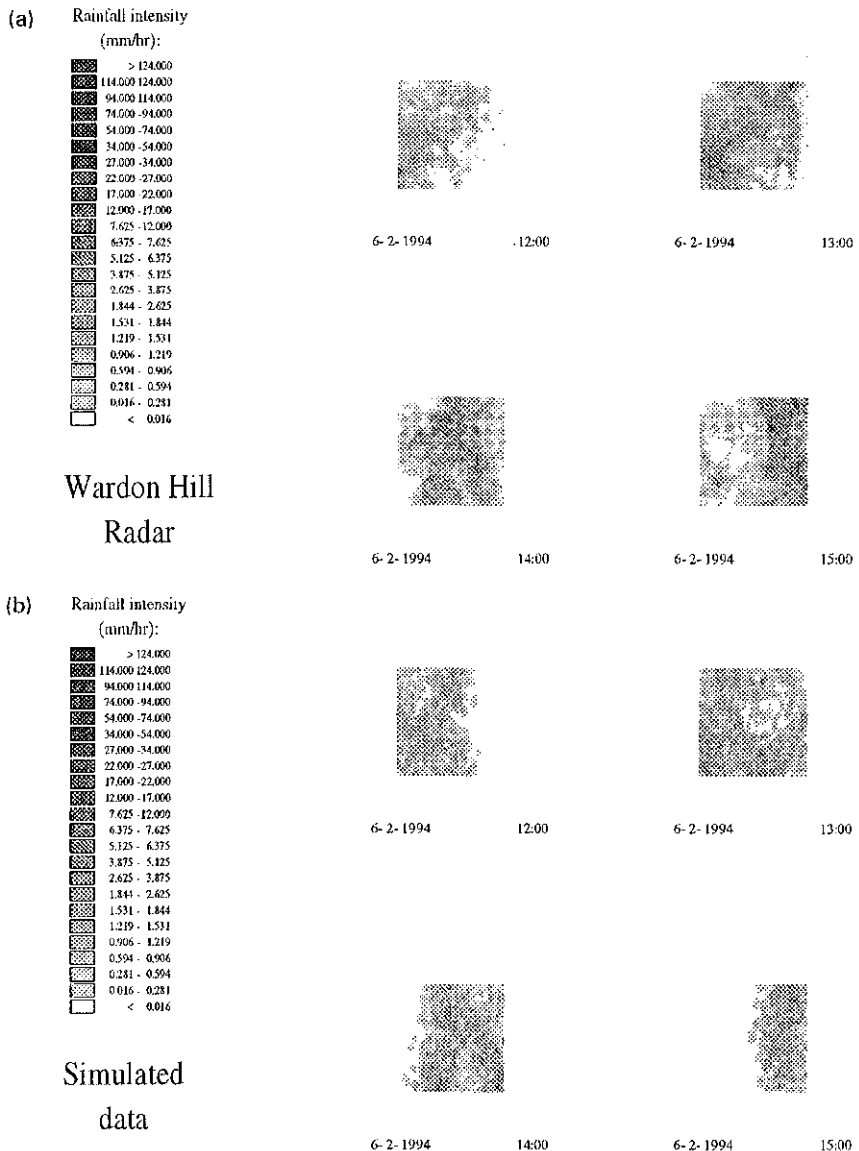 (a)
Rainfall intensity
(mm/hr):
> 124.000
114.000 124.000
94.000 114.000
74.000 -94.000
54.000 -74.000
34.000 -54.000
27.000 -34.000
22.000 -27.000
17.000 -22.000
12.000 -17.000
7.625 -12.000
6.375 - 7.625
5.125 - 6.375
3.875 - 5.125
2.625 - 3.875
1.844 - 2.625
1.531 - 1.844
1.219 - 1.531
0.906 - 1.219
0.594 - 0.906
0.281 - 0.594
0.016 - 0.281
< 0.016
Wardon Hill
Radar
6- 2- 1994 12:00
6- 2- 1994 13:00
6- 2- 1994 14:00
6- 2- 1994 15:00
(b)
Rainfall intensity
(mm/hr):
> 124.000
114.000 124.000
94.000 114.000
74.000 -94.000
54.000 -74.000
34.000 -54.000
27.000 -34.000
22.000 -27.000
17.000 -22.000
12.000 -17.000
7.625 -12.000
6.375 - 7.625
5.125 - 6.375
3.875 - 5.125
2.625 - 3.875
1.844 - 2.625
1.531 - 1.844
1.219 - 1.531
0.906 - 1.219
0.594 - 0.906
0.281 - 0.594
0.016 - 0.281
< 0.016
Simulated
data
6- 2- 1994 12:00
6- 2- 1994 13:00
6- 2- 1994 14:00
6- 2- 1994 15:00